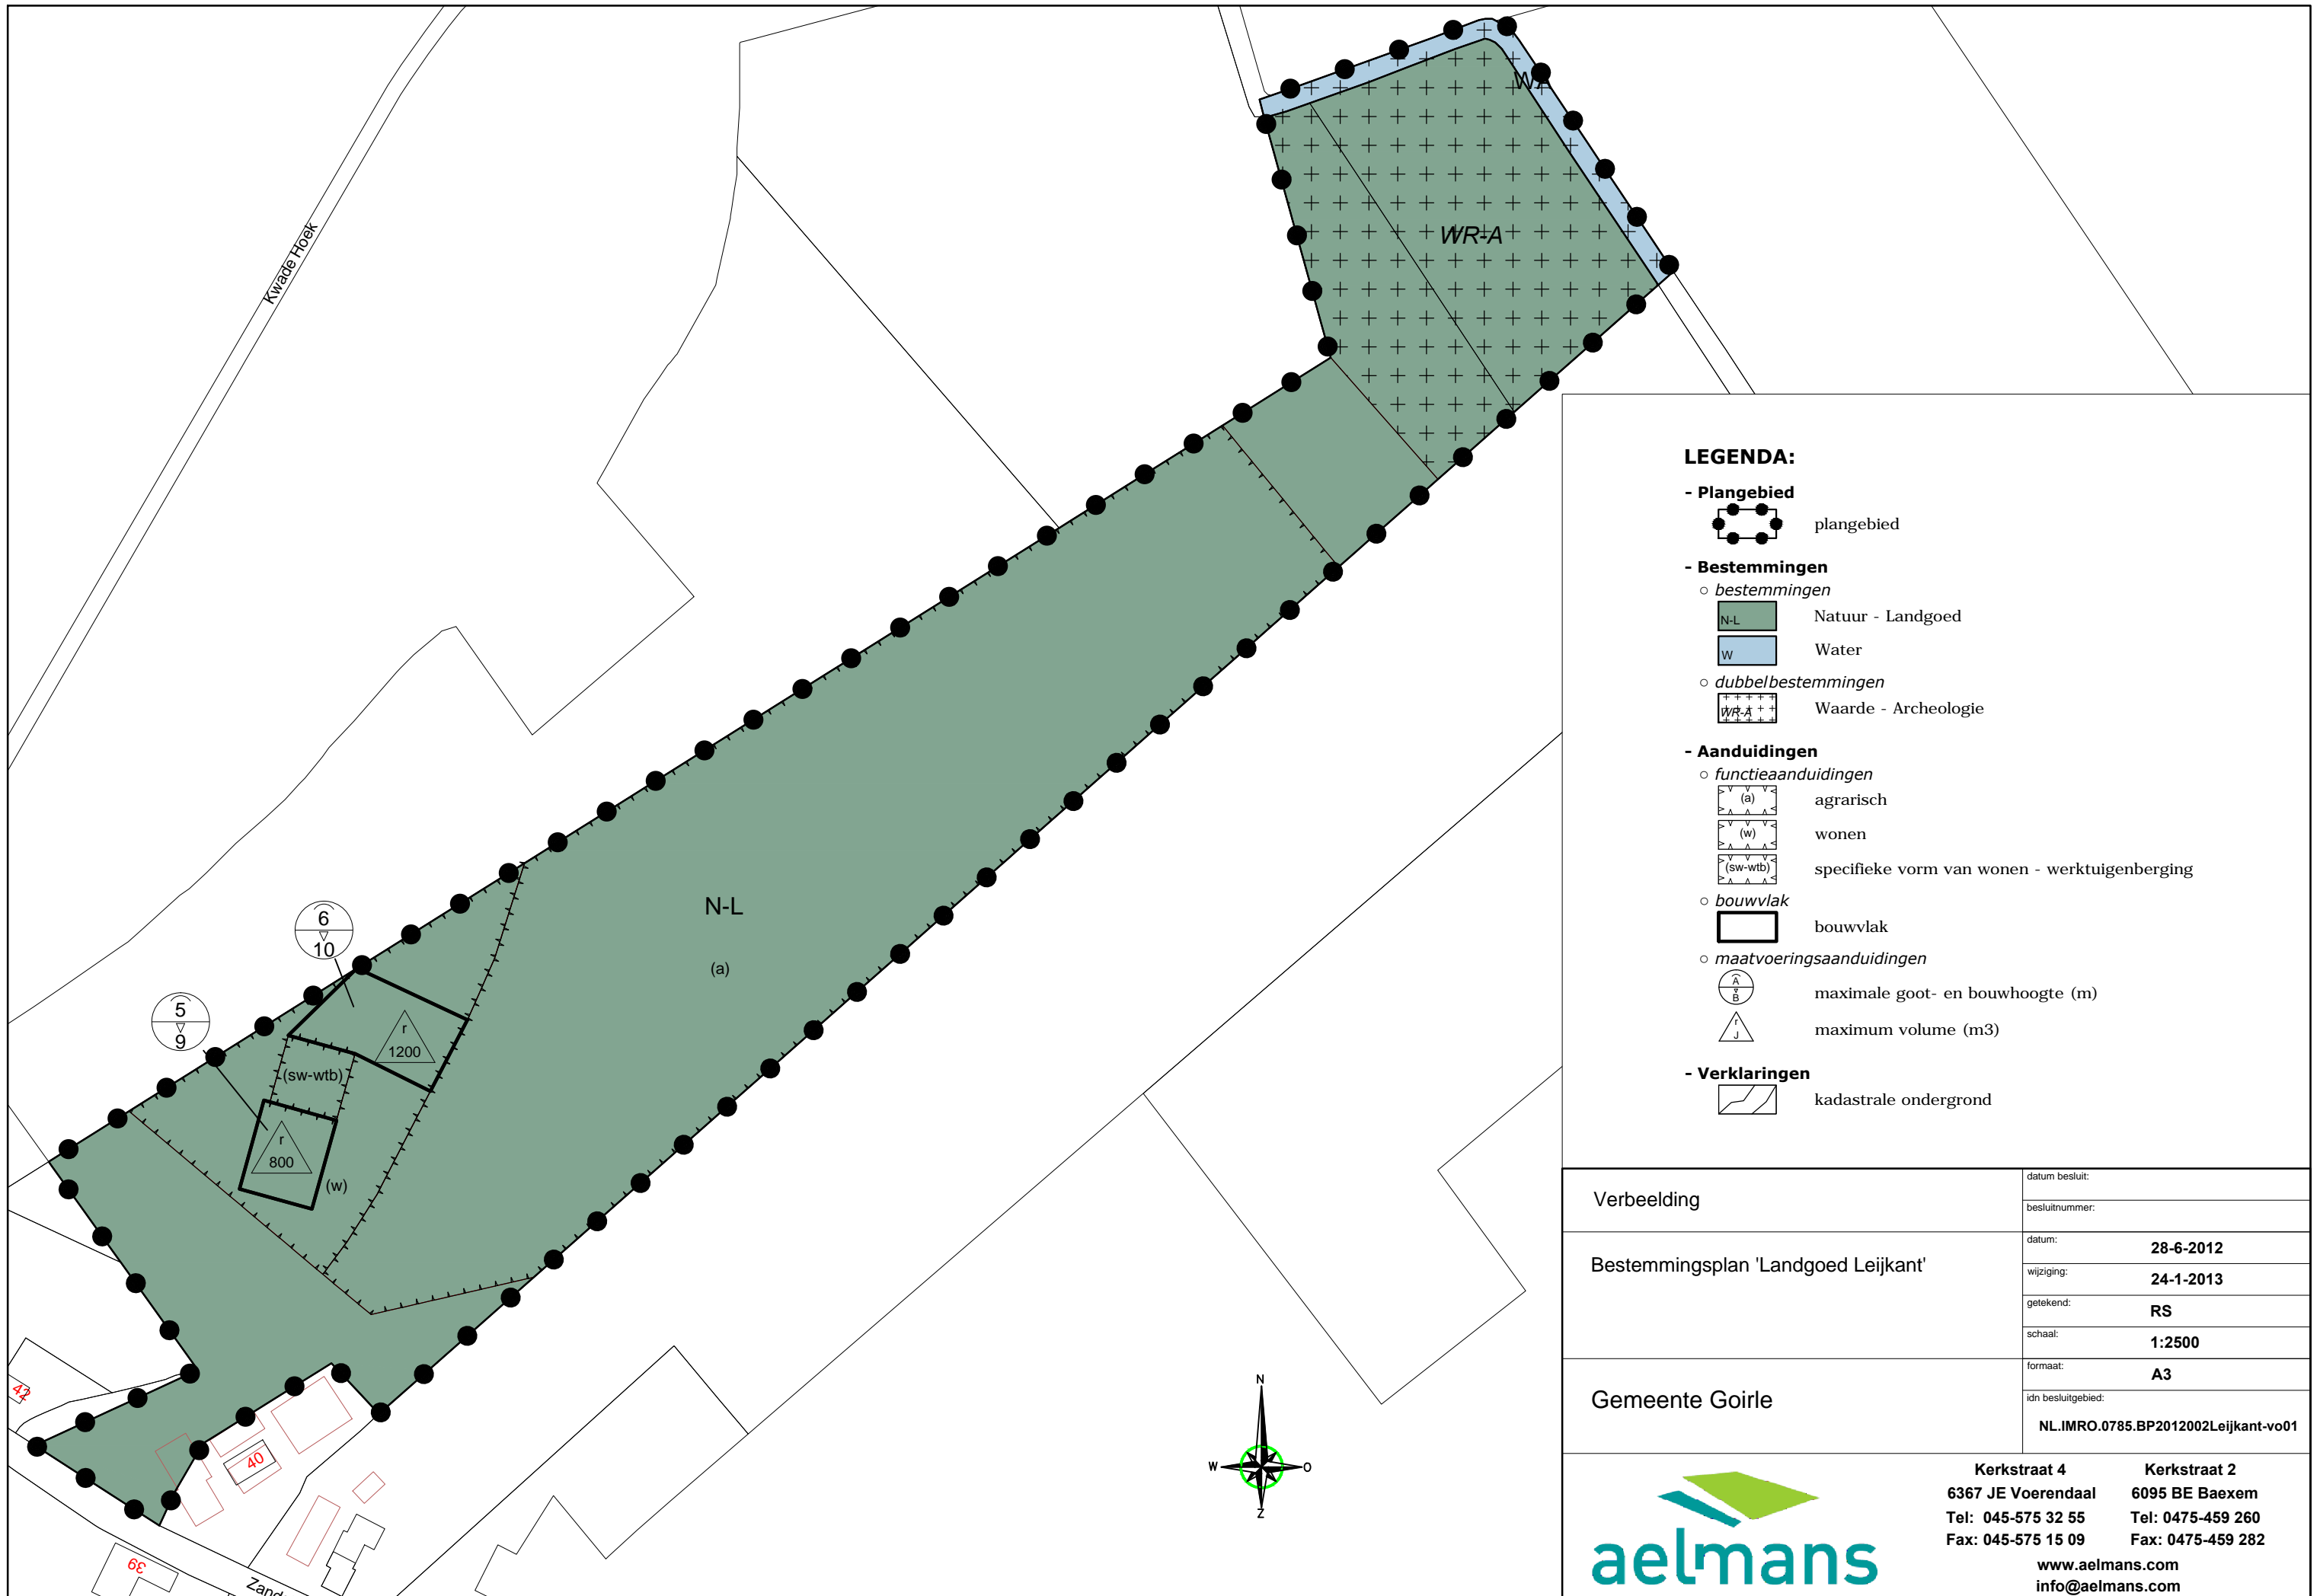 Kwade Hoek
WA
WR-A
N-L
(a)
6
10
5
9
r
1200
(sw-wtb)
r
800
(w)
42
40
39
N
W
O
Z
LEGENDA:
- Plangebied
plangebied
- Bestemmingen
○ bestemmingen
N-L Natuur - Landgoed
W Water
○ dubbelbestemmingen
WR-A Waarde - Archeologie
- Aanduidingen
○ functieaanduidingen
(a) agrarisch
(w) wonen
(sw-wtb) specifieke vorm van wonen - werktuigenberging
○ bouwvlak
bouwvlak
○ maatvoeringsaanduidingen
A
B
maximale goot- en bouwhoogte (m)
r
J
maximum volume (m3)
- Verklaringen
kadastrale ondergrond
Verbeelding
datum besluit:
besluitnummer:
Bestemmingsplan 'Landgoed Leijkant'
datum: 28-6-2012
wijziging: 24-1-2013
getekend: RS
schaal: 1:2500
Gemeente Goirle
formaat: A3
idn besluitgebied:
NL.IMRO.0785.BP2012002Leijkant-vo01
aelmans
Kerkstraat 4
6367 JE Voerendaal
Tel: 045-575 32 55
Fax: 045-575 15 09
Kerkstraat 2
6095 BE Baexem
Tel: 0475-459 260
Fax: 0475-459 282
www.aelmans.com
info@aelmans.com